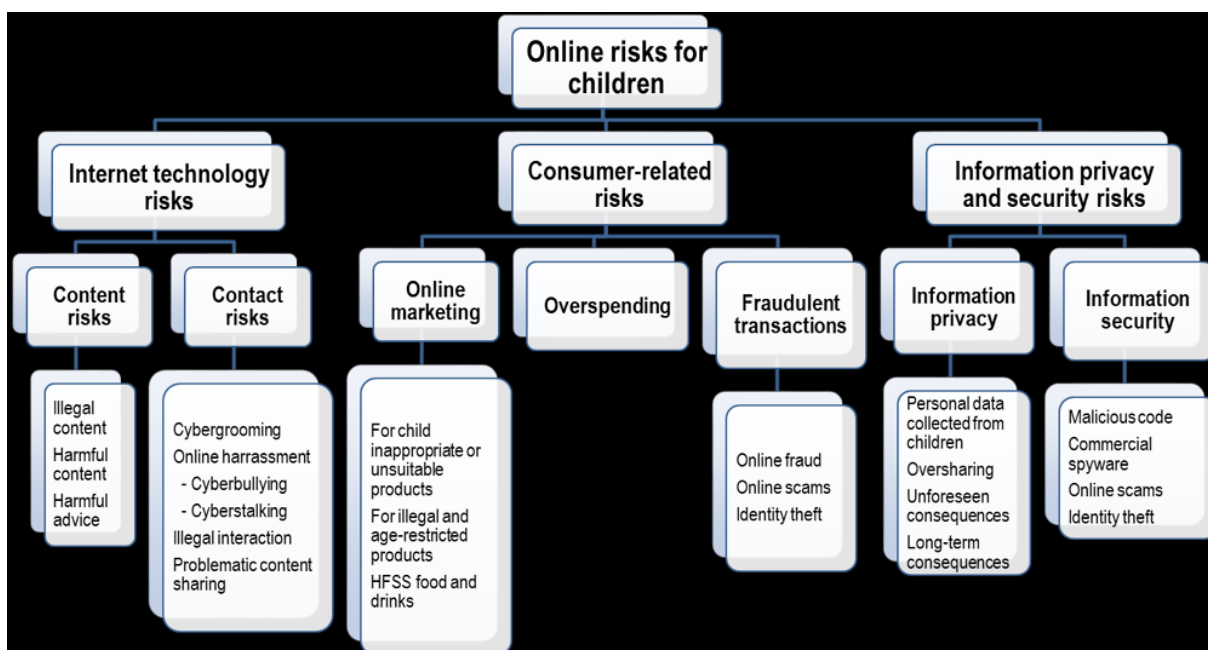 Online risks for
children
Internet technology
risks
Consumer-related
risks
Information privacy
and security risks
Content
risks
Contact
risks
Online
marketing
Overspending
Fraudulent
transactions
Information
privacy
Information
security
Illegal
content
Harmful
content
Harmful
advice
Cybergrooming
Online harrassment
- Cyberbullying
- Cyberstalking
Illegal interaction
Problematic content
sharing
For child
inappropriate or
unsuitable
products
For illegal and
age-restricted
products
HFSS food and
drinks
Online fraud
Online scams
Identity theft
Personal data
collected from
children
Oversharing
Unforeseen
consequences
Long-term
consequences
Malicious code
Commercial
spyware
Online scams
Identity theft